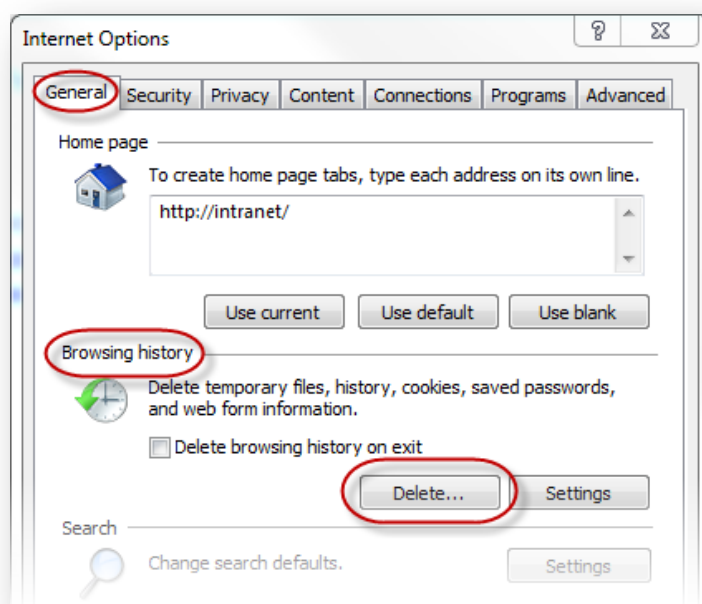 Internet Options
?
General Security Privacy Content Connections Programs Advanced
Home page
To create home page tabs, type each address on its own line.
http://intranet/
Use current Use default Use blank
Browsing history
Delete temporary files, history, cookies, saved passwords,
and web form information.
Delete browsing history on exit
Delete... Settings
Search
Change search defaults. Settings